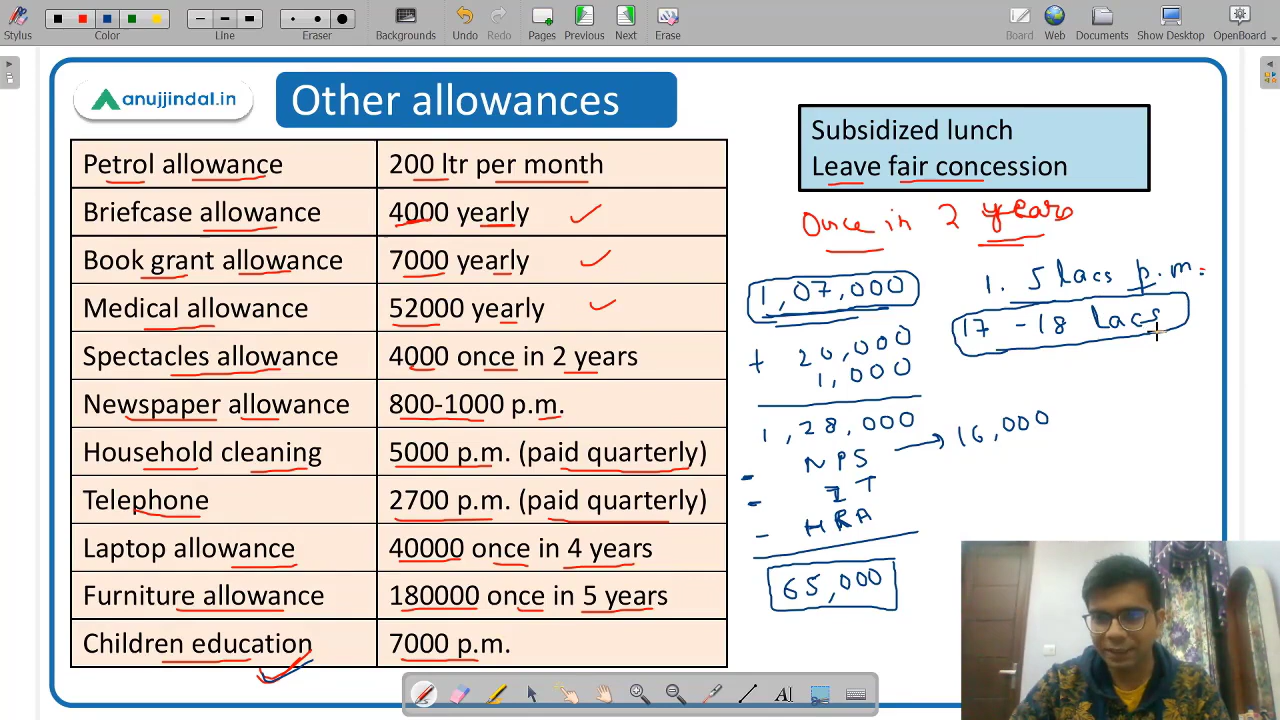 Stylus
Color
Line
Eraser
Backgrounds
Undo
Redo
Pages
Previous
Next
Erase
Board
Web
Documents
Show Desktop
OpenBoard
anujjindal.in
Other allowances
Petrol allowance 200 ltr per month
Briefcase allowance 4000 yearly
Book grant allowance 7000 yearly
Medical allowance 52000 yearly
Spectacles allowance 4000 once in 2 years
Newspaper allowance 800-1000 p.m.
Household cleaning 5000 p.m. (paid quarterly)
Telephone 2700 p.m. (paid quarterly)
Laptop allowance 40000 once in 4 years
Furniture allowance 180000 once in 5 years
Children education 7000 p.m.
Subsidized lunch
Leave fair concession
Once in 2 years
1,07,000
+ 20,000
1,000
1,28,000
- NPS → 16,000
- IT
- HRA
65,000
1.5 lacs p.m.
17 - 18 lacs
A